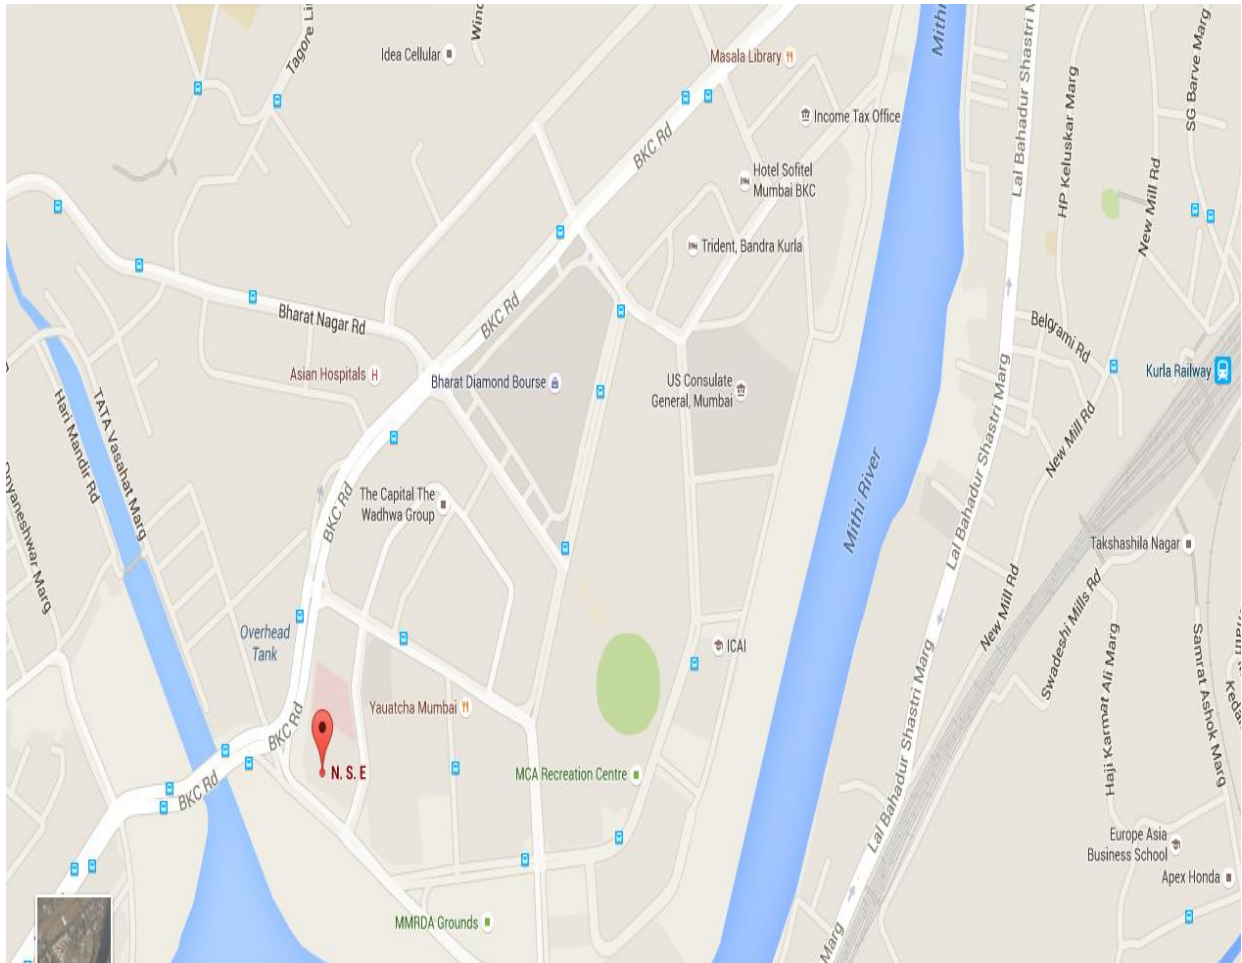 Idea Cellular
Tagore
Masala Library
Mithi
Lal Bahadur Shastri
HP Keluskar Marg
SG Barve Marg
Income Tax Office
BKC Rd
Hotel Sofitel
Mumbai BKC
New Mill Rd
Trident, Bandra Kurla
Bharat Nagar Rd
BKC Rd
Belgrami Rd
Asian Hospitals
Bharat Diamond Bourse
US Consulate
General, Mumbai
Kurla Railway
Hari Mandir Rd
TATA Vasahat Marg
Lal Bahadur Shastri Marg
New Mill Rd
BKC Rd
The Capital The
Wadhwa Group
Mithi River
Dnyaneshwar Marg
Takshashila Nagar
New Mill Rd
Swadeshi Mills Rd
Overhead
Tank
ICAI
Lal Bahadur Shastri Marg
Haji Karmat Ali Marg
Samrat Ashok Marg
BKC Rd
Yauatcha Mumbai
N. S. E
MCA Recreation Centre
BKC Rd
Europe Asia
Business School
Apex Honda
MMRDA Grounds
Marg